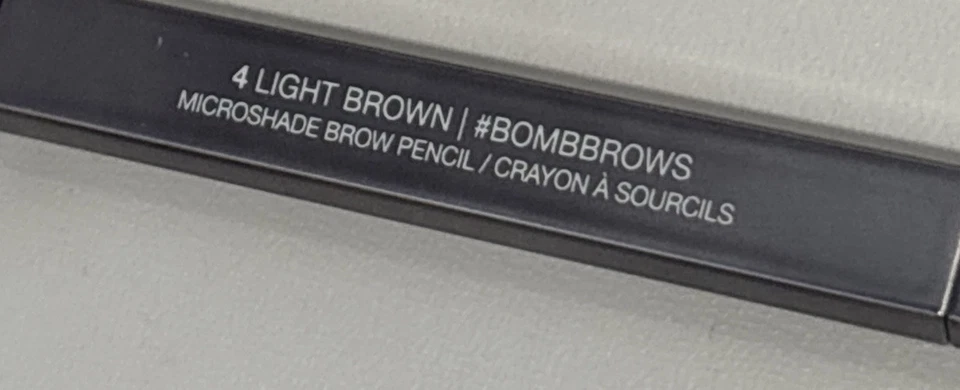 4 LIGHT BROWN | #BOMBBROWS
MICROSHADE BROW PENCIL / CRAYON À SOURCILS